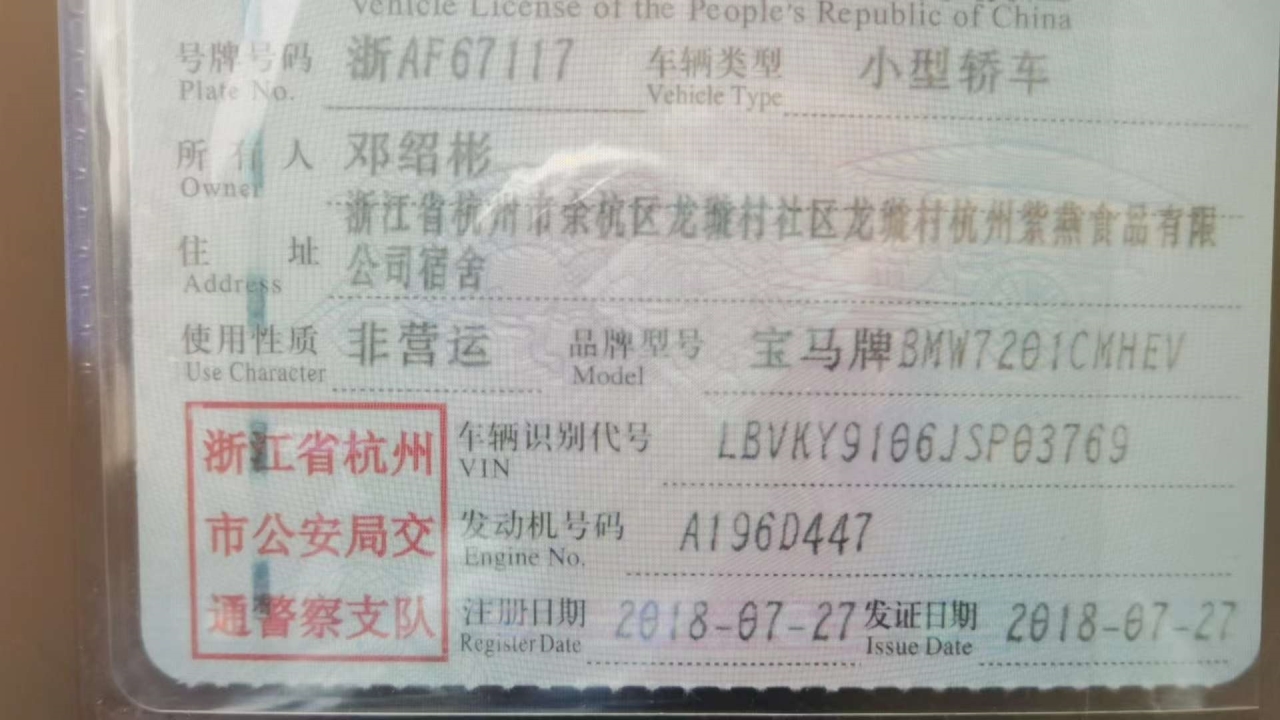 Vehicle License of the People's Republic of China
号牌号码 浙AF67117 车辆类型 小型轿车
Plate No. Vehicle Type
所有人 邓绍彬
Owner
浙江省杭州市余杭区龙璇村社区龙璇村杭州紫燕食品有限
住址 公司宿舍
Address
使用性质 非营运 品牌型号 宝马牌BMW7201CMHEV
Use Character Model
浙江省杭州
市公安局交
通警察支队
车辆识别代号 LBVKY9106JSP03769
VIN
发动机号码 A196D447
Engine No.
注册日期 2018-07-27 发证日期 2018-07-27
Register Date Issue Date